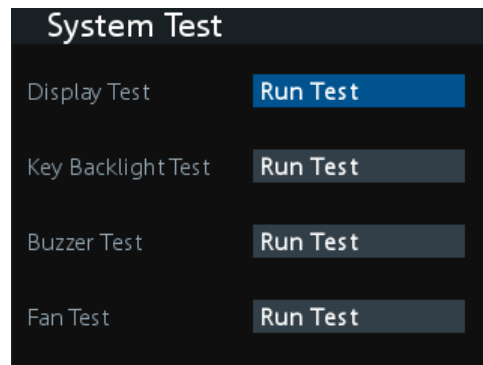 System Test
Display Test Run Test
Key Backlight Test Run Test
Buzzer Test Run Test
Fan Test Run Test